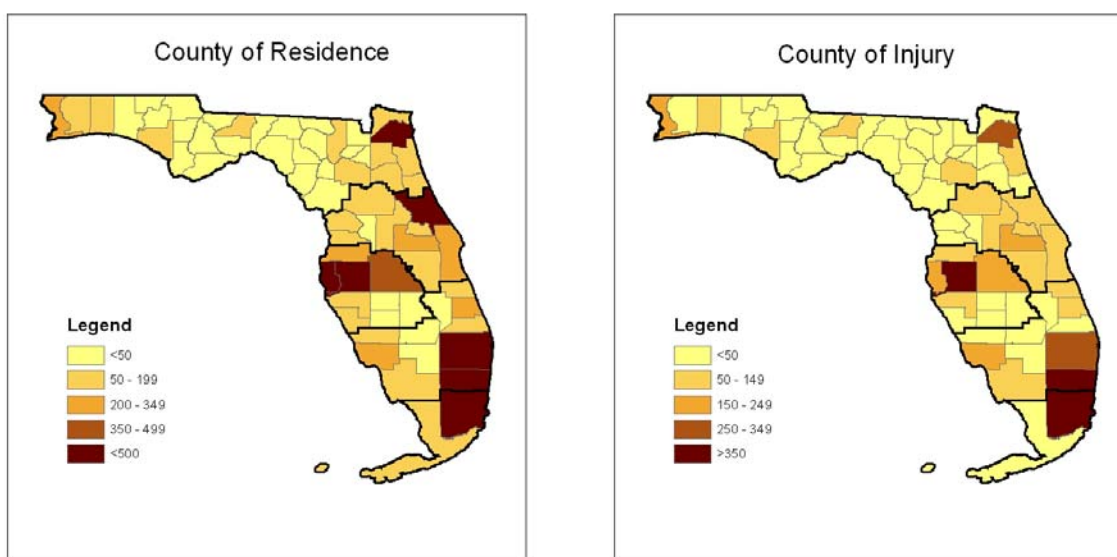 County of Residence
Legend
<50
50 - 199
200 - 349
350 - 499
<500
County of Injury
Legend
<50
50 - 149
150 - 249
250 - 349
>350